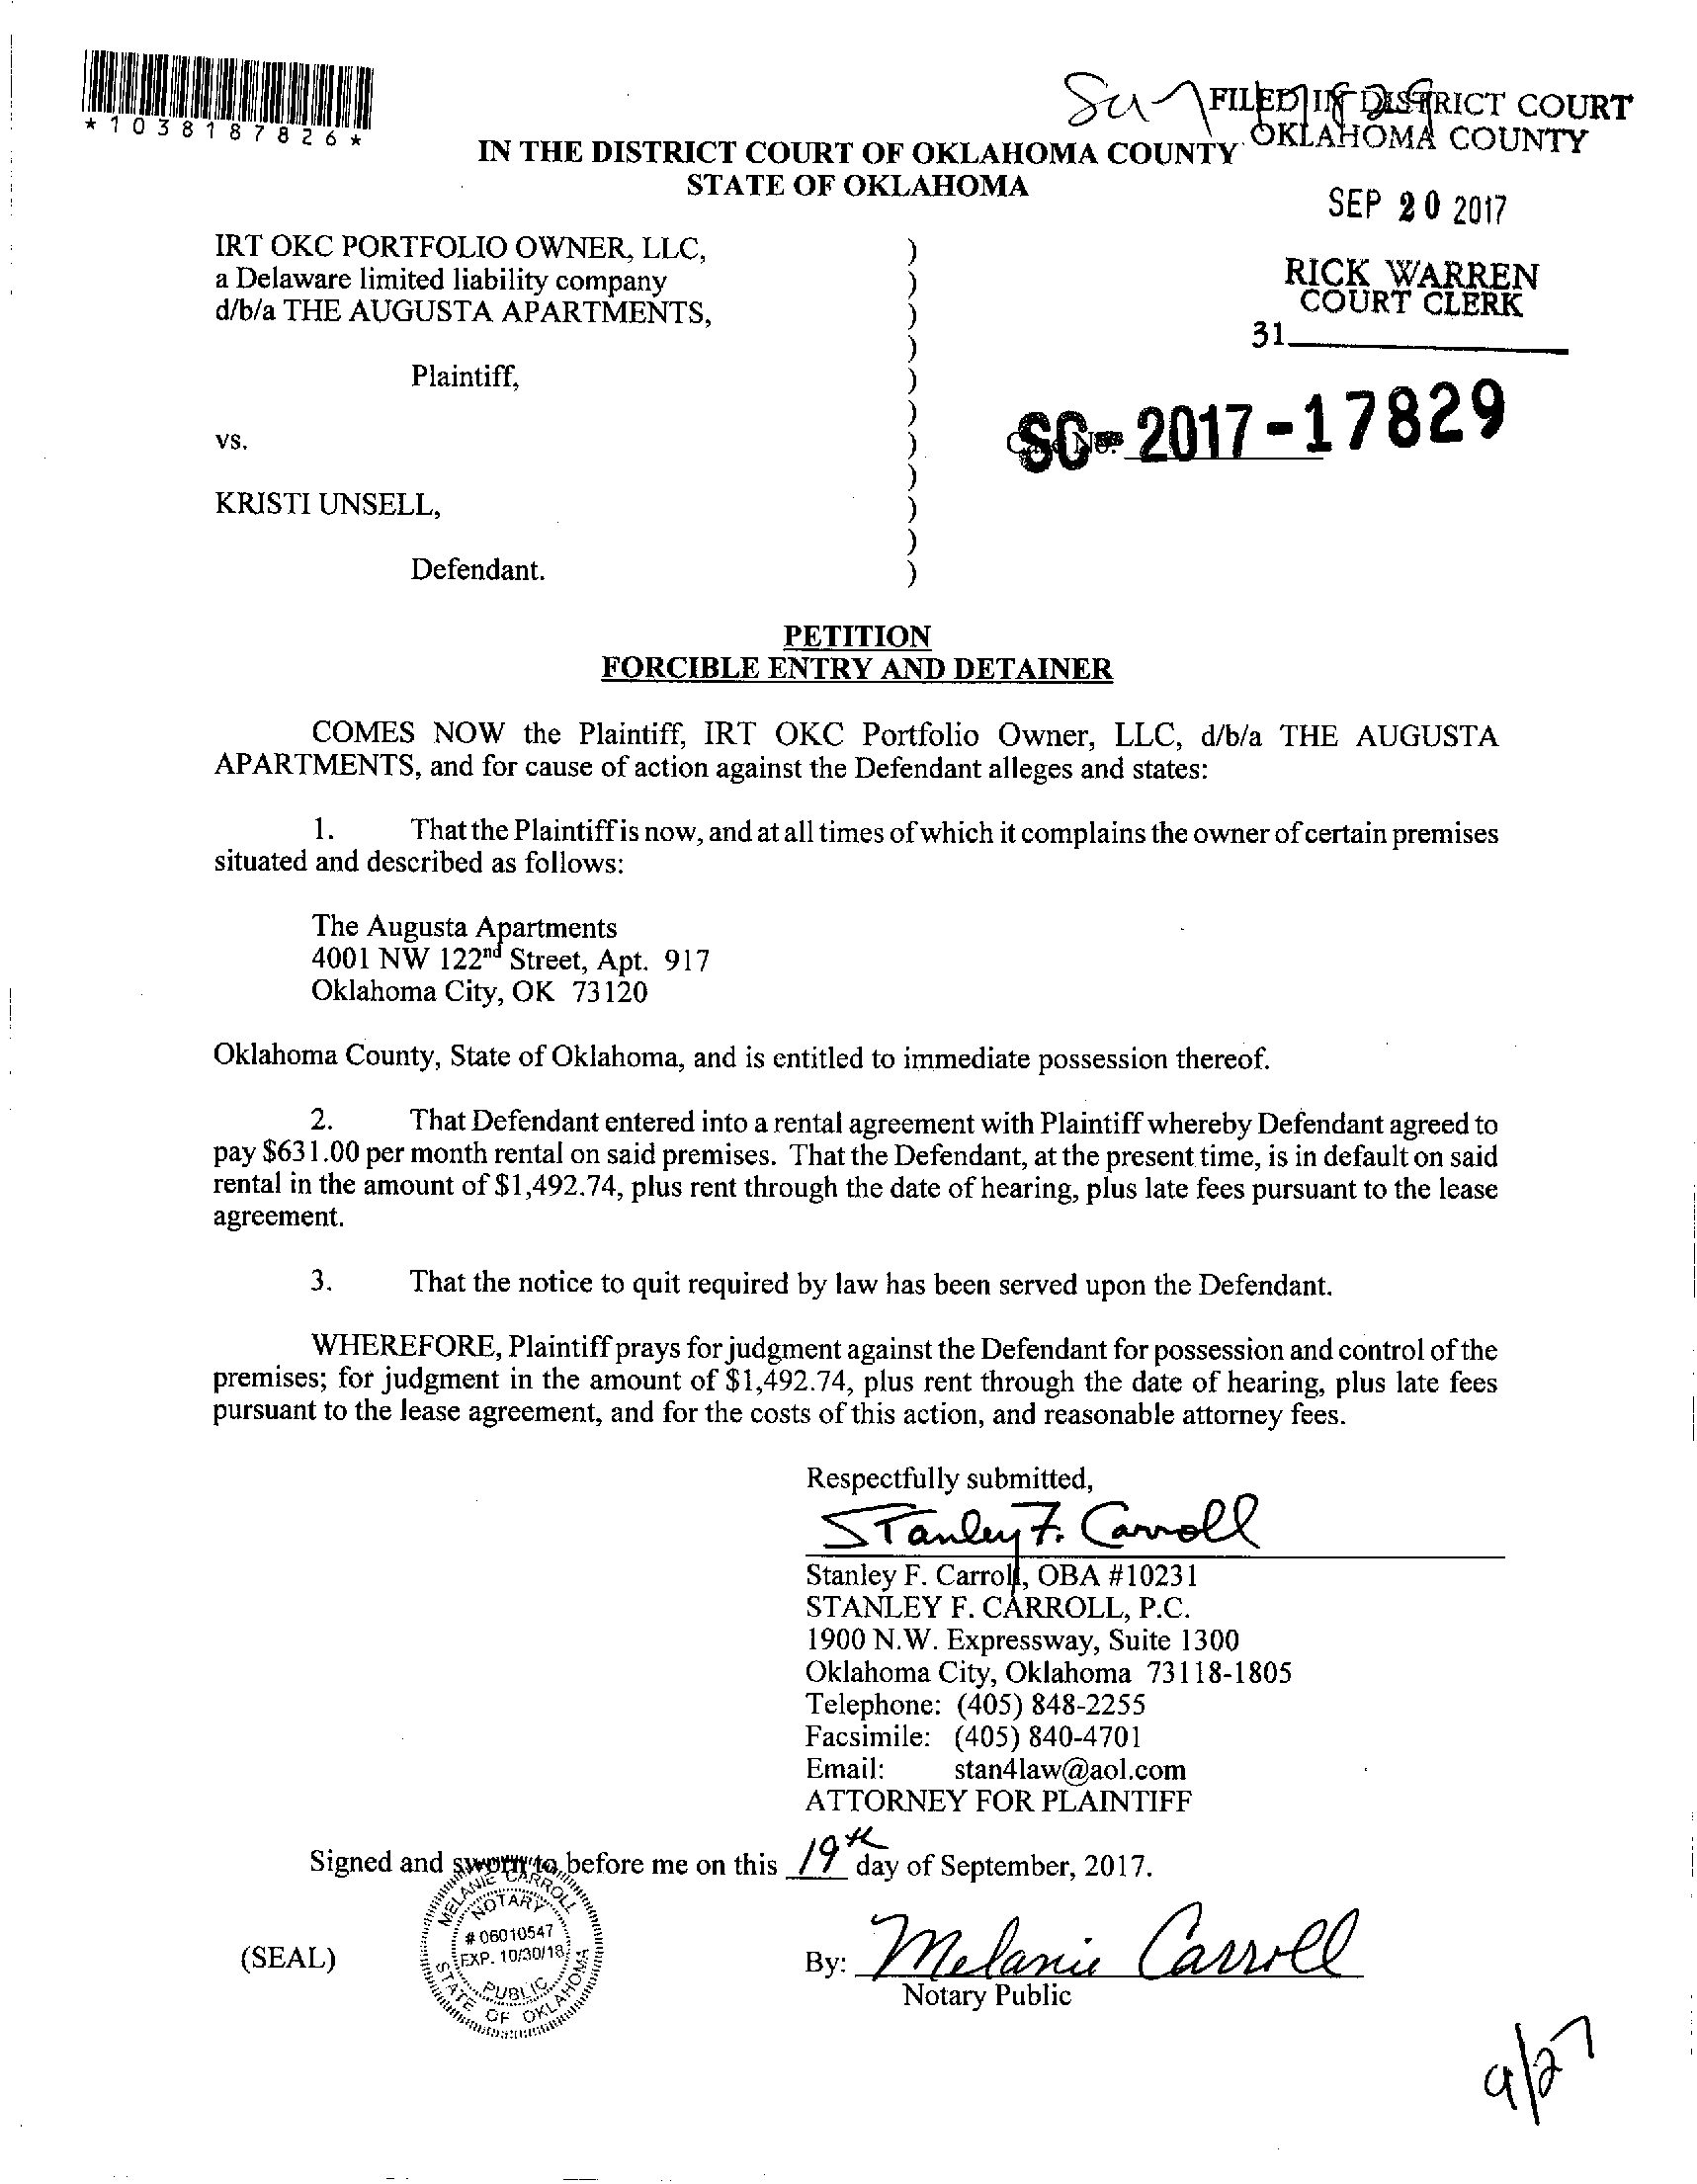 *1038187826*
FILED IN DISTRICT COURT
OKLAHOMA COUNTY
IN THE DISTRICT COURT OF OKLAHOMA COUNTY
STATE OF OKLAHOMA
SEP 20 2017
RICK WARREN
COURT CLERK
31
IRT OKC PORTFOLIO OWNER, LLC, )
a Delaware limited liability company )
d/b/a THE AUGUSTA APARTMENTS, )
)
Plaintiff, )
)
vs. ) Case No. SC-2017-17829
)
KRISTI UNSELL, )
)
Defendant. )
PETITION
FORCIBLE ENTRY AND DETAINER
COMES NOW the Plaintiff, IRT OKC Portfolio Owner, LLC, d/b/a THE AUGUSTA
APARTMENTS, and for cause of action against the Defendant alleges and states:
1. That the Plaintiff is now, and at all times of which it complains the owner of certain premises
situated and described as follows:
The Augusta Apartments
4001 NW 122nd Street, Apt. 917
Oklahoma City, OK 73120
Oklahoma County, State of Oklahoma, and is entitled to immediate possession thereof.
2. That Defendant entered into a rental agreement with Plaintiff whereby Defendant agreed to
pay $631.00 per month rental on said premises. That the Defendant, at the present time, is in default on said
rental in the amount of $1,492.74, plus rent through the date of hearing, plus late fees pursuant to the lease
agreement.
3. That the notice to quit required by law has been served upon the Defendant.
WHEREFORE, Plaintiff prays for judgment against the Defendant for possession and control of the
premises; for judgment in the amount of $1,492.74, plus rent through the date of hearing, plus late fees
pursuant to the lease agreement, and for the costs of this action, and reasonable attorney fees.
Respectfully submitted,
Stanley F. Carroll
Stanley F. Carroll, OBA #10231
STANLEY F. CARROLL, P.C.
1900 N.W. Expressway, Suite 1300
Oklahoma City, Oklahoma 73118-1805
Telephone: (405) 848-2255
Facsimile: (405) 840-4701
Email: stan4law@aol.com
ATTORNEY FOR PLAINTIFF
Signed and sworn to before me on this 19th day of September, 2017.
MELANIE CARROLL
NOTARY
# 06010547
EXP. 10/30/18
PUBLIC
STATE OF OKLAHOMA
(SEAL)
By: Melanie Carroll
Notary Public
9/27